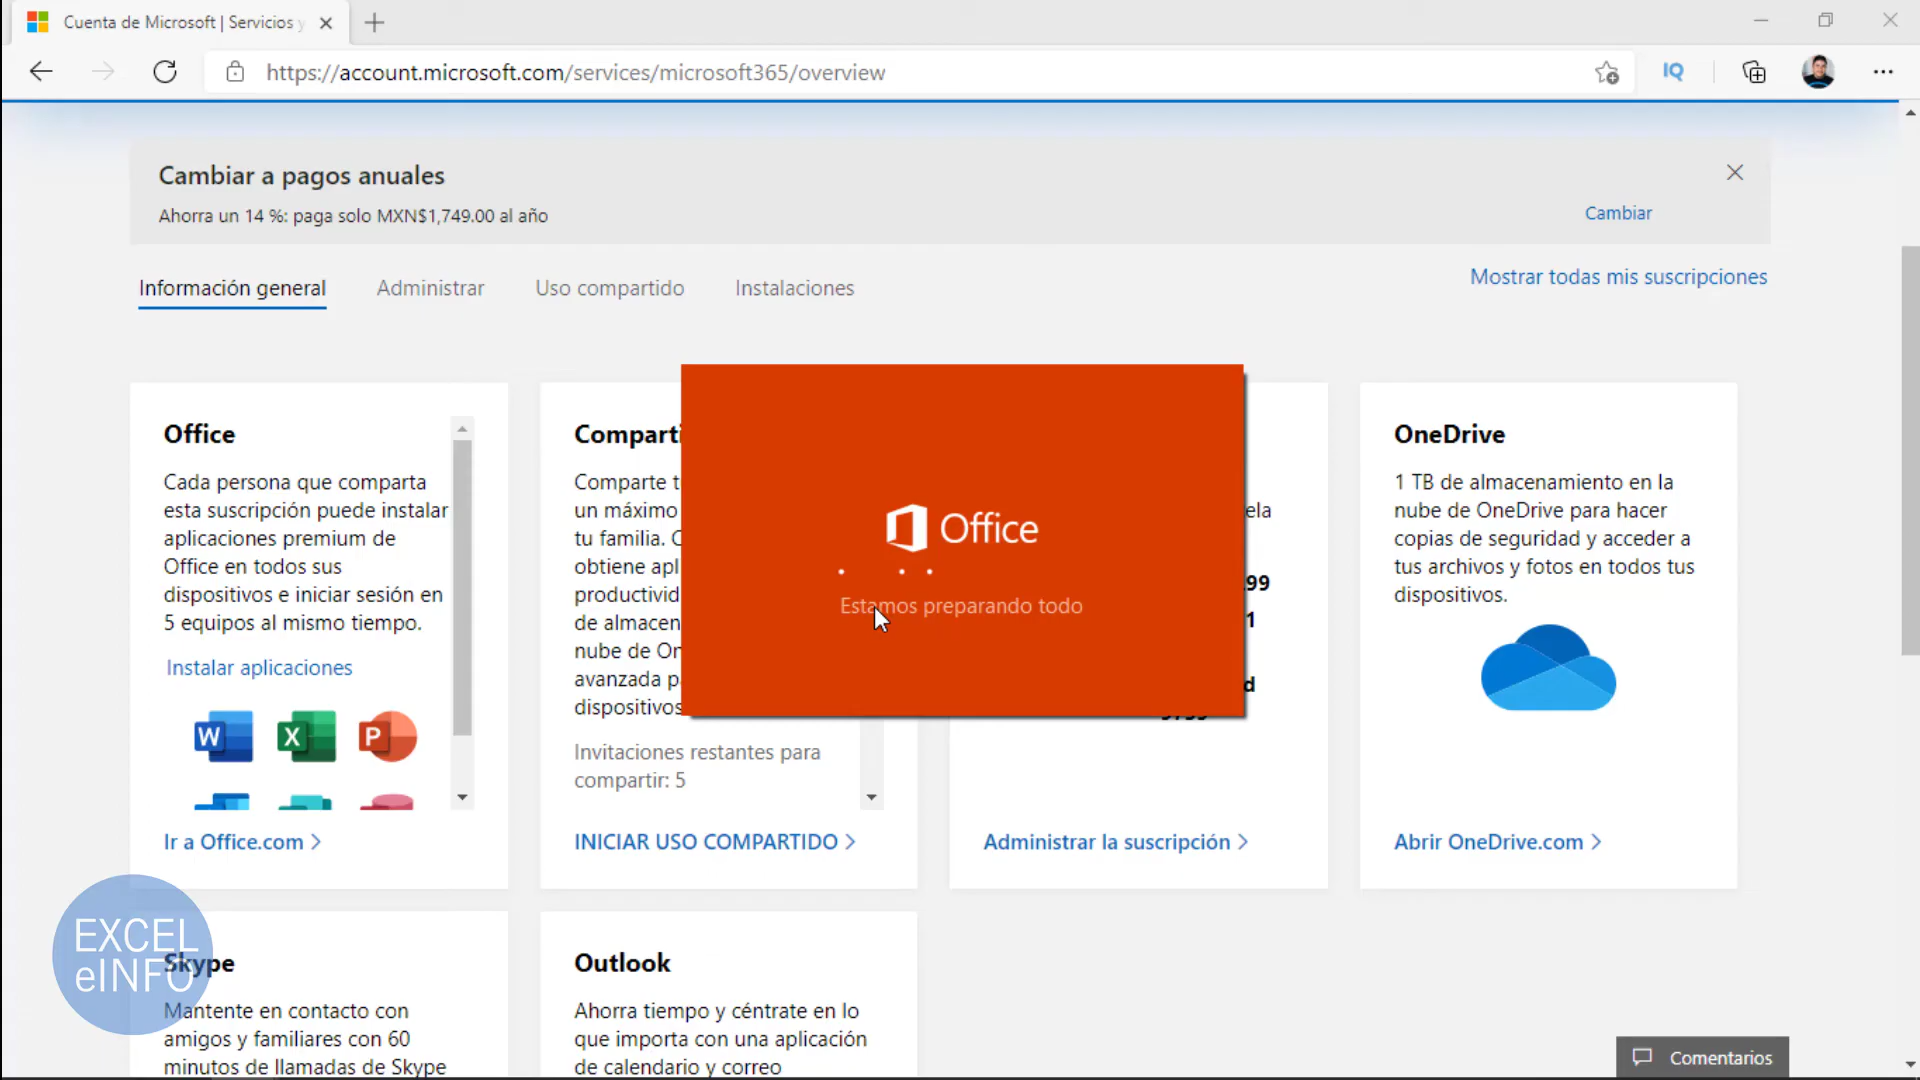 Cuenta de Microsoft | Servicios y
https://account.microsoft.com/services/microsoft365/overview
IQ
Cambiar a pagos anuales
Ahorra un 14 %: paga solo MXN$1,749.00 al año
Cambiar
Información general
Administrar
Uso compartido
Instalaciones
Mostrar todas mis suscripciones
Office
Cada persona que comparta
esta suscripción puede instalar
aplicaciones premium de
Office en todos sus
dispositivos e iniciar sesión en
5 equipos al mismo tiempo.
Instalar aplicaciones
W
X
P
Ir a Office.com
Comparti
Comparte t
un máximo
tu familia. C
obtiene apl
productivid
de almacen
nube de On
avanzada p
dispositivos
Invitaciones restantes para
compartir: 5
INICIAR USO COMPARTIDO
Office
Estamos preparando todo
ela
.99
1
d
Administrar la suscripción
OneDrive
1 TB de almacenamiento en la
nube de OneDrive para hacer
copias de seguridad y acceder a
tus archivos y fotos en todos tus
dispositivos.
Abrir OneDrive.com
EXCEL
eINFO
Skype
Mantente en contacto con
amigos y familiares con 60
minutos de llamadas de Skype
Outlook
Ahorra tiempo y céntrate en lo
que importa con una aplicación
de calendario y correo
Comentarios